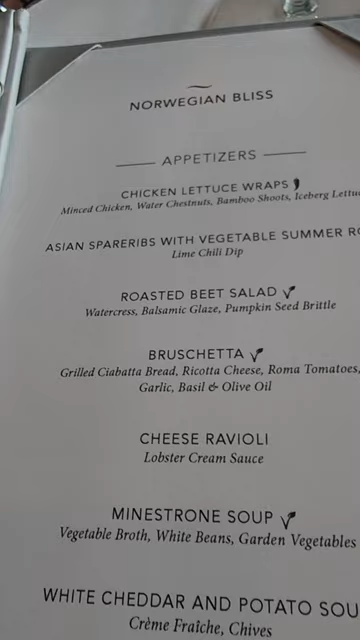 NORWEGIAN BLISS
APPETIZERS
CHICKEN LETTUCE WRAPS
Minced Chicken, Water Chestnuts, Bamboo Shoots, Iceberg
ASIAN SPARERIBS WITH VEGETABLE SUMMER
Lime Chili Dip
ROASTED BEET SALAD
Watercress, Balsamic Glaze, Pumpkin Seed Brittle
BRUSCHETTA
Grilled Ciabatta Bread, Ricotta Cheese, Roma Tomatoes,
Garlic, Basil & Olive Oil
CHEESE RAVIOLI
Lobster Cream Sauce
MINESTRONE SOUP
Vegetable Broth, White Beans, Garden Vegetables
WHITE CHEDDAR AND POTATO
Crème Fraîche, Chives